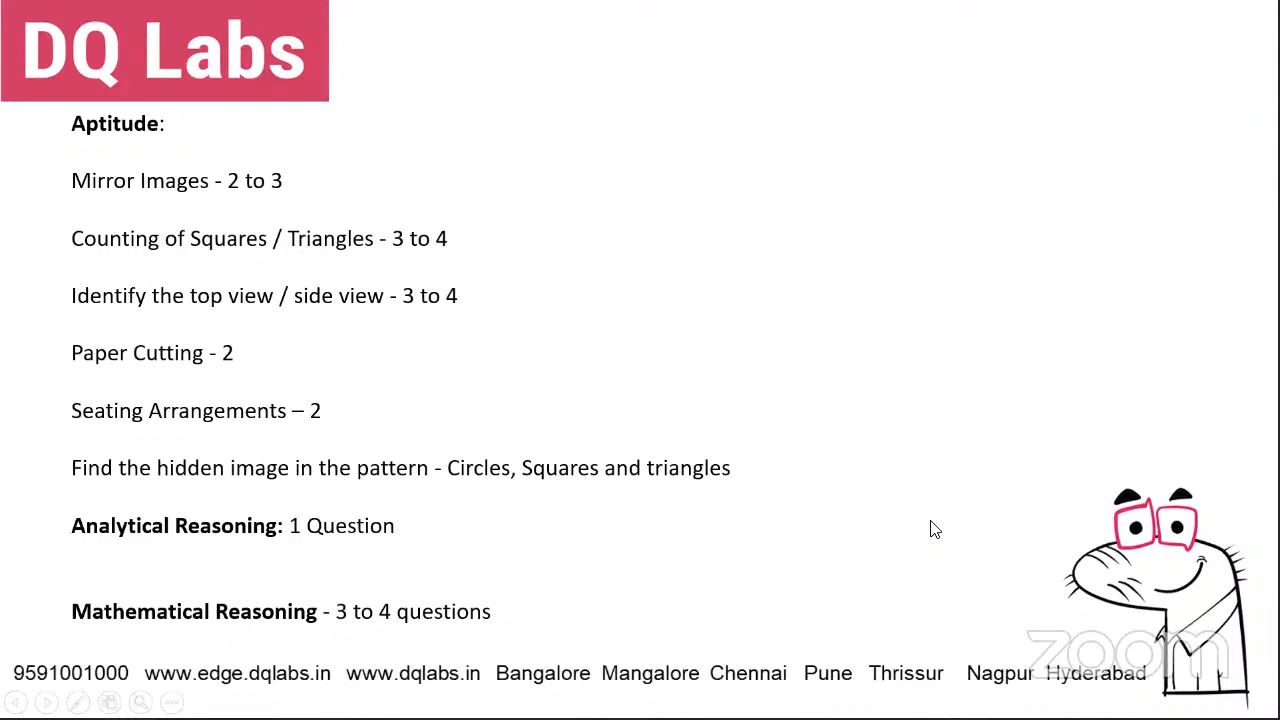 DQ Labs
Aptitude:
Mirror Images - 2 to 3
Counting of Squares / Triangles - 3 to 4
Identify the top view / side view - 3 to 4
Paper Cutting - 2
Seating Arrangements – 2
Find the hidden image in the pattern - Circles, Squares and triangles
Analytical Reasoning: 1 Question
Mathematical Reasoning - 3 to 4 questions
zoom
9591001000 www.edge.dqlabs.in www.dqlabs.in Bangalore Mangalore Chennai Pune Thrissur Nagpur Hyderabad